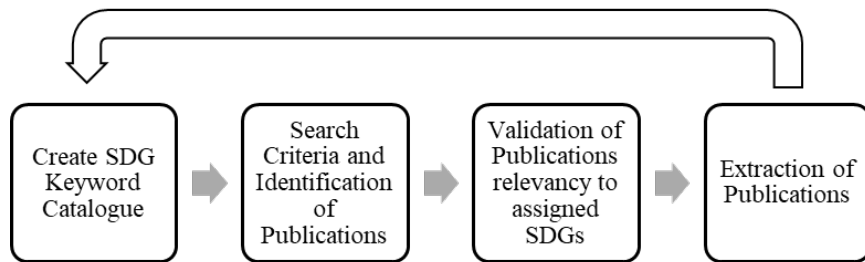 Create SDG
Keyword
Catalogue
Search
Criteria and
Identification
of
Publications
Validation of
Publications
relevancy to
assigned
SDGs
Extraction of
Publications